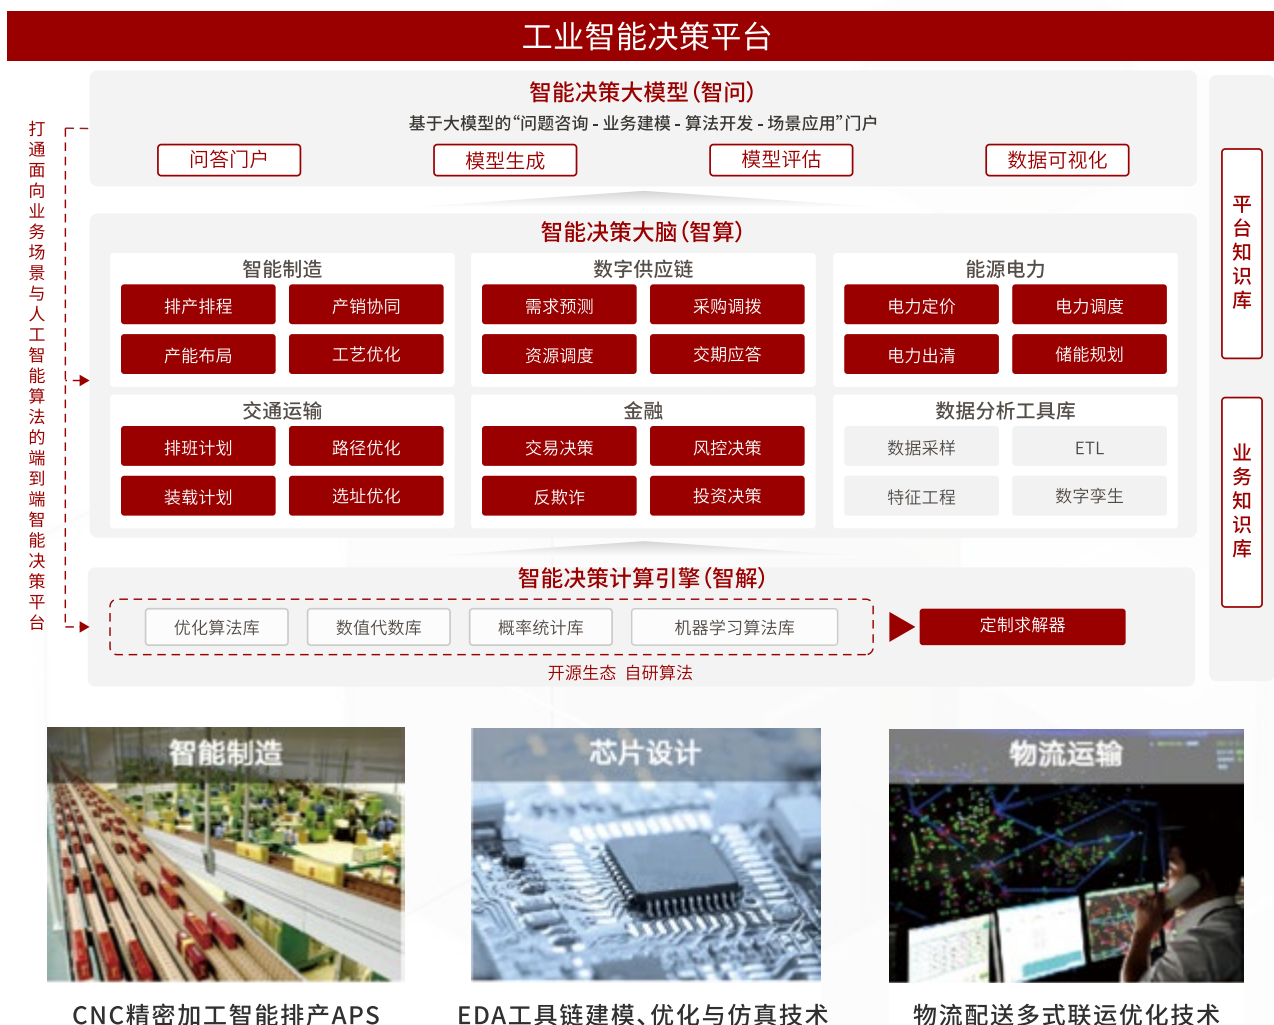 工业智能决策平台
智能决策大模型（智问）
基于大模型的“问题咨询 - 业务建模 - 算法开发 - 场景应用”门户
问答门户
模型生成
模型评估
数据可视化
打通面向业务场景与人工智能算法的端到端智能决策平台
智能决策大脑（智算）
智能制造
排产排程
产销协同
产能布局
工艺优化
数字供应链
需求预测
采购调拨
资源调度
交期应答
能源电力
电力定价
电力调度
电力出清
储能规划
交通运输
排班计划
路径优化
装载计划
选址优化
金融
交易决策
风控决策
反欺诈
投资决策
数据分析工具库
数据采样
ETL
特征工程
数字孪生
智能决策计算引擎（智解）
优化算法库
数值代数库
概率统计库
机器学习算法库
定制求解器
开源生态 自研算法
平台知识库
业务知识库
智能制造
芯片设计
物流运输
CNC精密加工智能排产APS
EDA工具链建模、优化与仿真技术
物流配送多式联运优化技术